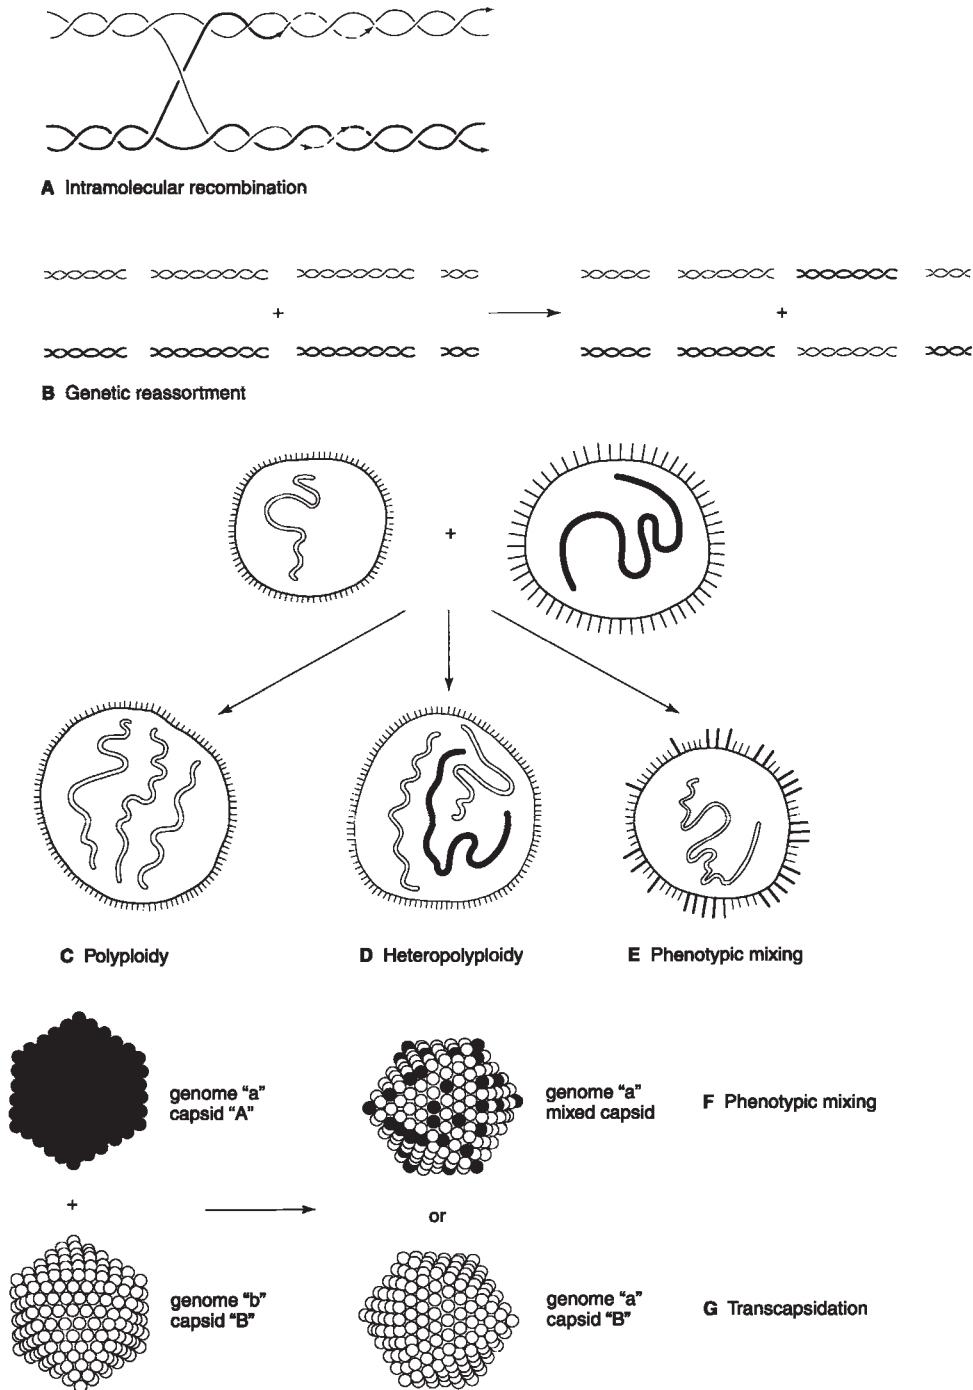 A Intramolecular recombination
+
+
B Genetic reassortment
+
C Polyploidy
D Heteropolyploidy
E Phenotypic mixing
genome "a"
capsid "A"
genome "a"
mixed capsid
F Phenotypic mixing
+
or
genome "b"
capsid "B"
genome "a"
capsid "B"
G Transcapsidation